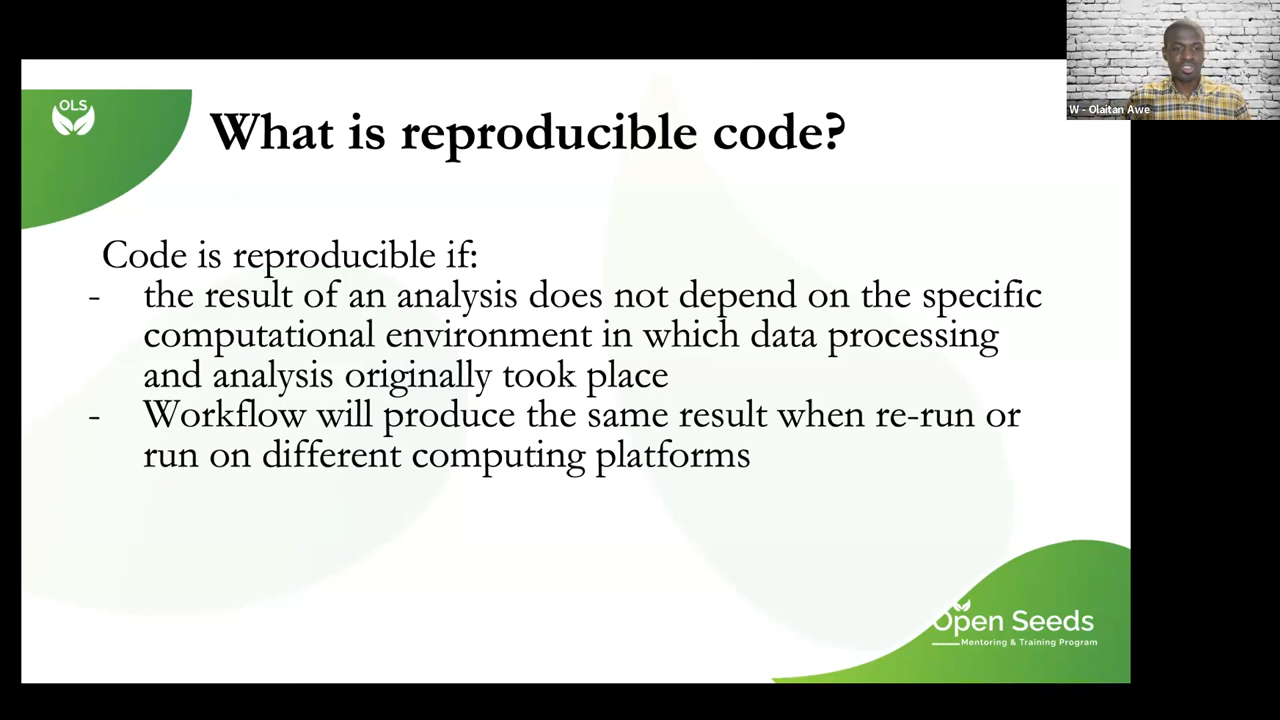 OLS
What is reproducible code?
Code is reproducible if:
- the result of an analysis does not depend on the specific
computational environment in which data processing
and analysis originally took place
- Workflow will produce the same result when re-run or
run on different computing platforms
Open Seeds
Mentoring & Training Program
W - Olaitan Awe